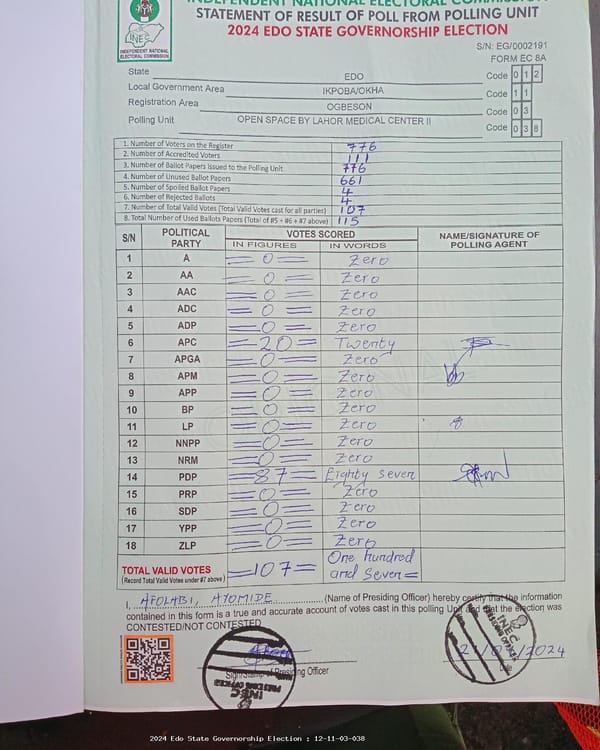 INDEPENDENT NATIONAL ELECTORAL COMMISSION
STATEMENT OF RESULT OF POLL FROM POLLING UNIT
2024 EDO STATE GOVERNORSHIP ELECTION
INEC
INDEPENDENT NATIONAL ELECTORAL COMMISSION
S/N: EG/0002191
FORM EC 8A
State EDO Code 0 1 2
Local Government Area IKPOBA/OKHA Code 1 1
Registration Area OGBESON Code 0 3
Polling Unit OPEN SPACE BY LAHOR MEDICAL CENTER II Code 0 3 8
1. Number of Voters on the Register 776
2. Number of Accredited Voters 111
3. Number of Ballot Papers Issued to the Polling Unit 776
4. Number of Unused Ballot Papers 661
5. Number of Spoiled Ballot Papers 4
6. Number of Rejected Ballots 4
7. Number of Total Valid Votes (Total Valid Votes cast for all parties) 107
8. Total Number of Used Ballots Papers (Total of #5 + #6 + #7 above) 115
S/N POLITICAL PARTY VOTES SCORED NAME/SIGNATURE OF POLLING AGENT
IN FIGURES IN WORDS
1 A =0= Zero
2 AA =0= Zero
3 AAC =0= Zero
4 ADC =0= Zero
5 ADP =0= Zero
6 APC =20= Twenty
7 APGA =0= Zero
8 APM =0= Zero
9 APP =0= Zero
10 BP =0= Zero
11 LP =0= Zero
12 NNPP =0= Zero
13 NRM =0= Zero
14 PDP =87= Eighty seven
15 PRP =0= Zero
16 SDP =0= Zero
17 YPP =0= Zero
18 ZLP =0= Zero
TOTAL VALID VOTES =107= One hundred
(Record Total Valid Votes under #7 above) and seven=
I, AFOLABI, AYOMIDE (Name of Presiding Officer) hereby certify that the information
contained in this form is a true and accurate account of votes cast in this polling Unit and that the election was
CONTESTED/NOT CONTESTED
Sign/Stamp of Presiding Officer
INEC
PRESIDING OFFICER
INEC
PRESIDING OFFICER
/2024
Date
2024 Edo State Governorship Election : 12-11-03-038